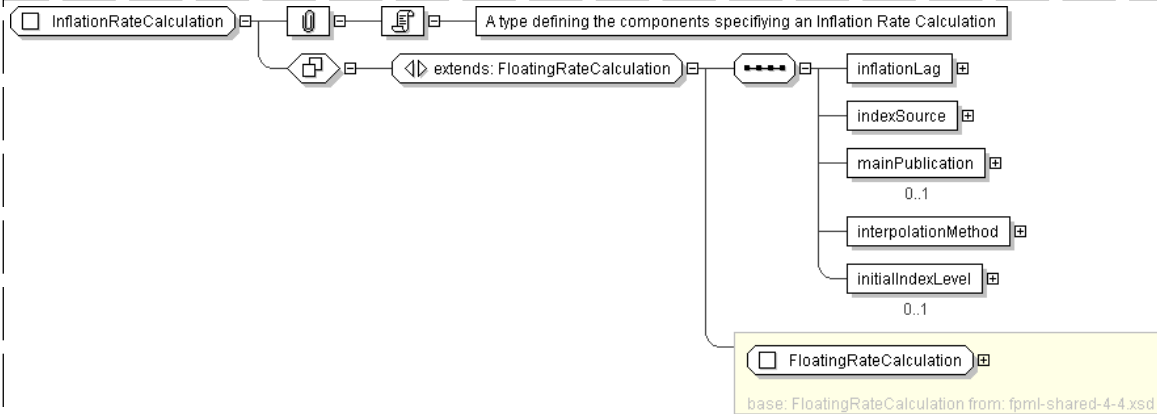 InflationRateCalculation
A type defining the components specifiying an Inflation Rate Calculation
extends: FloatingRateCalculation
inflationLag
indexSource
mainPublication
0..1
interpolationMethod
initialIndexLevel
0..1
FloatingRateCalculation
base: FloatingRateCalculation from: fpml-shared-4-4.xsd